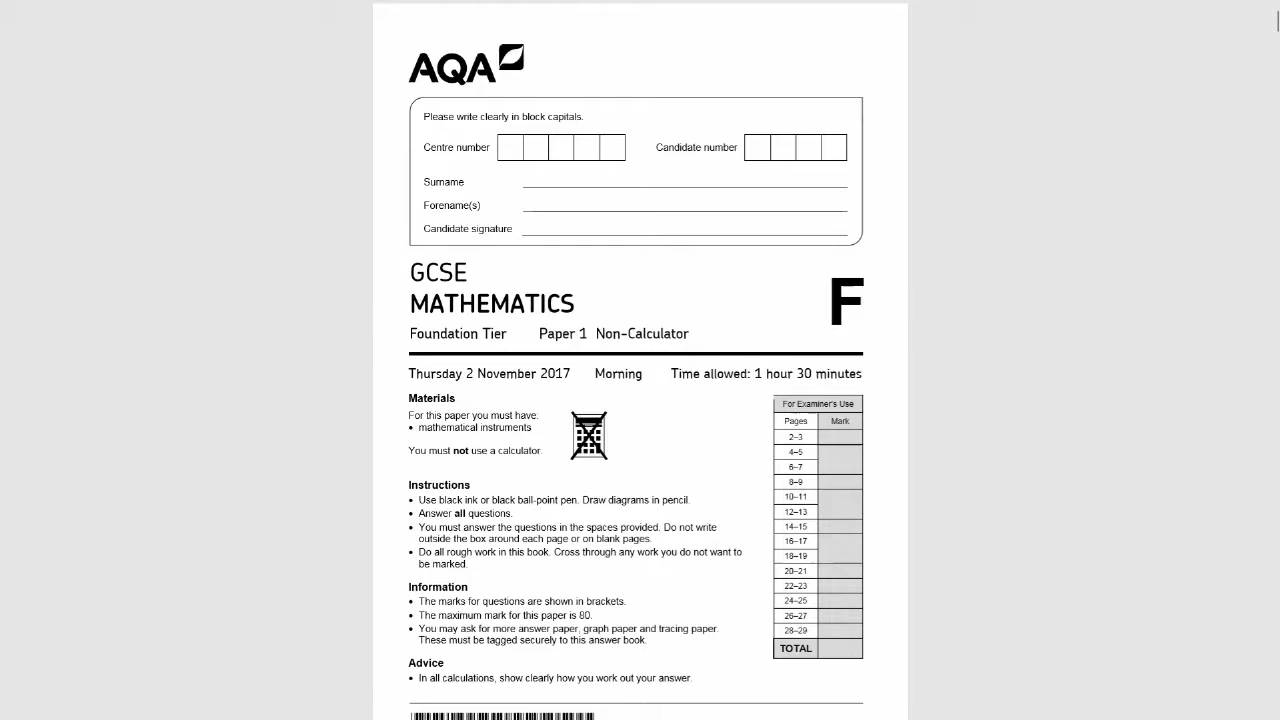 AQA
Please write clearly in block capitals.
Centre number
Candidate number
Surname
Forename(s)
Candidate signature
GCSE
MATHEMATICS
F
Foundation Tier Paper 1 Non-Calculator
Thursday 2 November 2017 Morning Time allowed: 1 hour 30 minutes
Materials
For this paper you must have:
• mathematical instruments
You must not use a calculator.
Instructions
• Use black ink or black ball-point pen. Draw diagrams in pencil.
• Answer all questions.
• You must answer the questions in the spaces provided. Do not write
outside the box around each page or on blank pages.
• Do all rough work in this book. Cross through any work you do not want to
be marked.
Information
• The marks for questions are shown in brackets.
• The maximum mark for this paper is 80.
• You may ask for more answer paper, graph paper and tracing paper.
These must be tagged securely to this answer book.
Advice
• In all calculations, show clearly how you work out your answer.
For Examiner's Use
Pages Mark
2–3
4–5
6–7
8–9
10–11
12–13
14–15
16–17
18–19
20–21
22–23
24–25
26–27
28–29
TOTAL